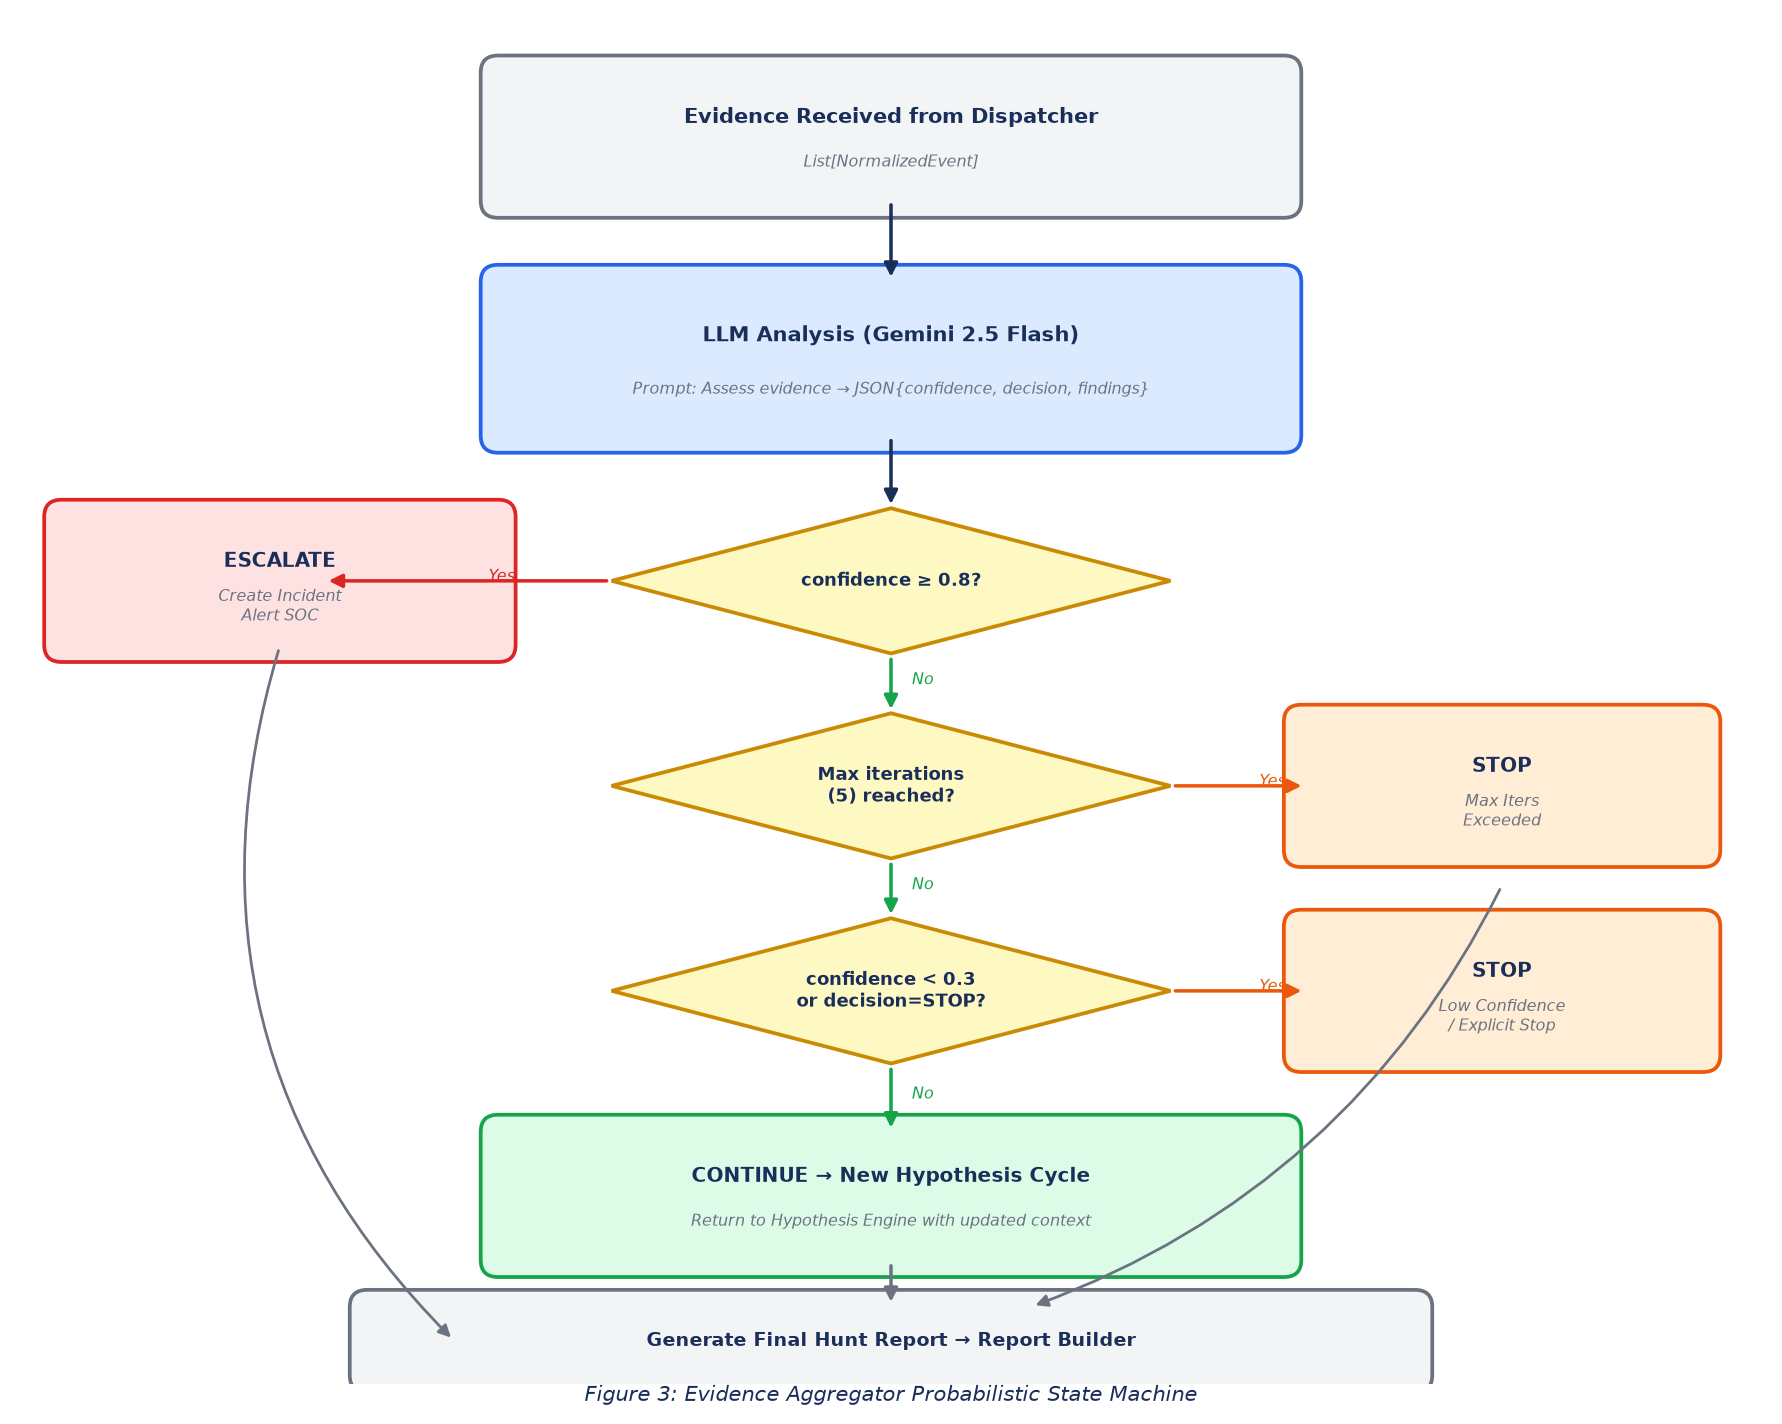 Evidence Received from Dispatcher
List[NormalizedEvent]
LLM Analysis (Gemini 2.5 Flash)
Prompt: Assess evidence → JSON{confidence, decision, findings}
ESCALATE
Create Incident
Alert SOC
Yes
confidence ≥ 0.8?
No
Max iterations
(5) reached?
Yes
STOP
Max Iters
Exceeded
No
confidence < 0.3
or decision=STOP?
Yes
STOP
Low Confidence
/ Explicit Stop
No
CONTINUE → New Hypothesis Cycle
Return to Hypothesis Engine with updated context
Generate Final Hunt Report → Report Builder
Figure 3: Evidence Aggregator Probabilistic State Machine